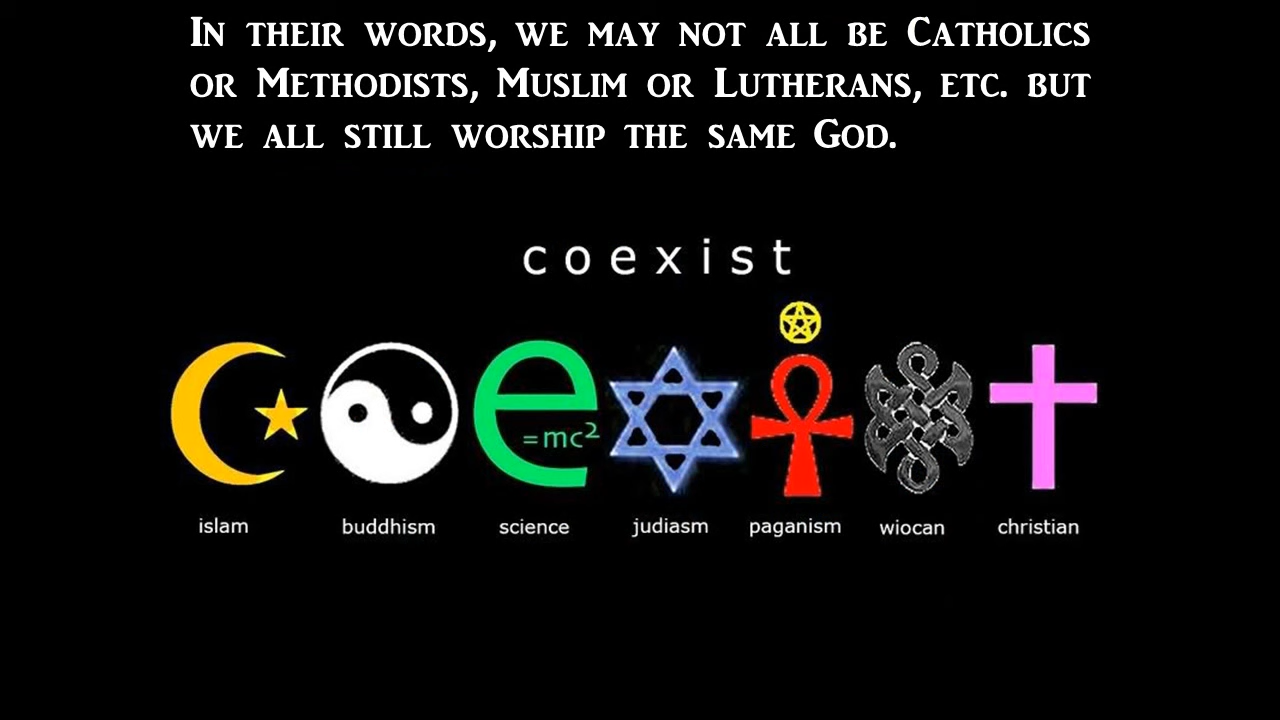 In their words, we may not all be Catholics
or Methodists, Muslim or Lutherans, etc. but
we all still worship the same God.
coexist
e
=mc²
islam buddhism science judiasm paganism wiocan christian